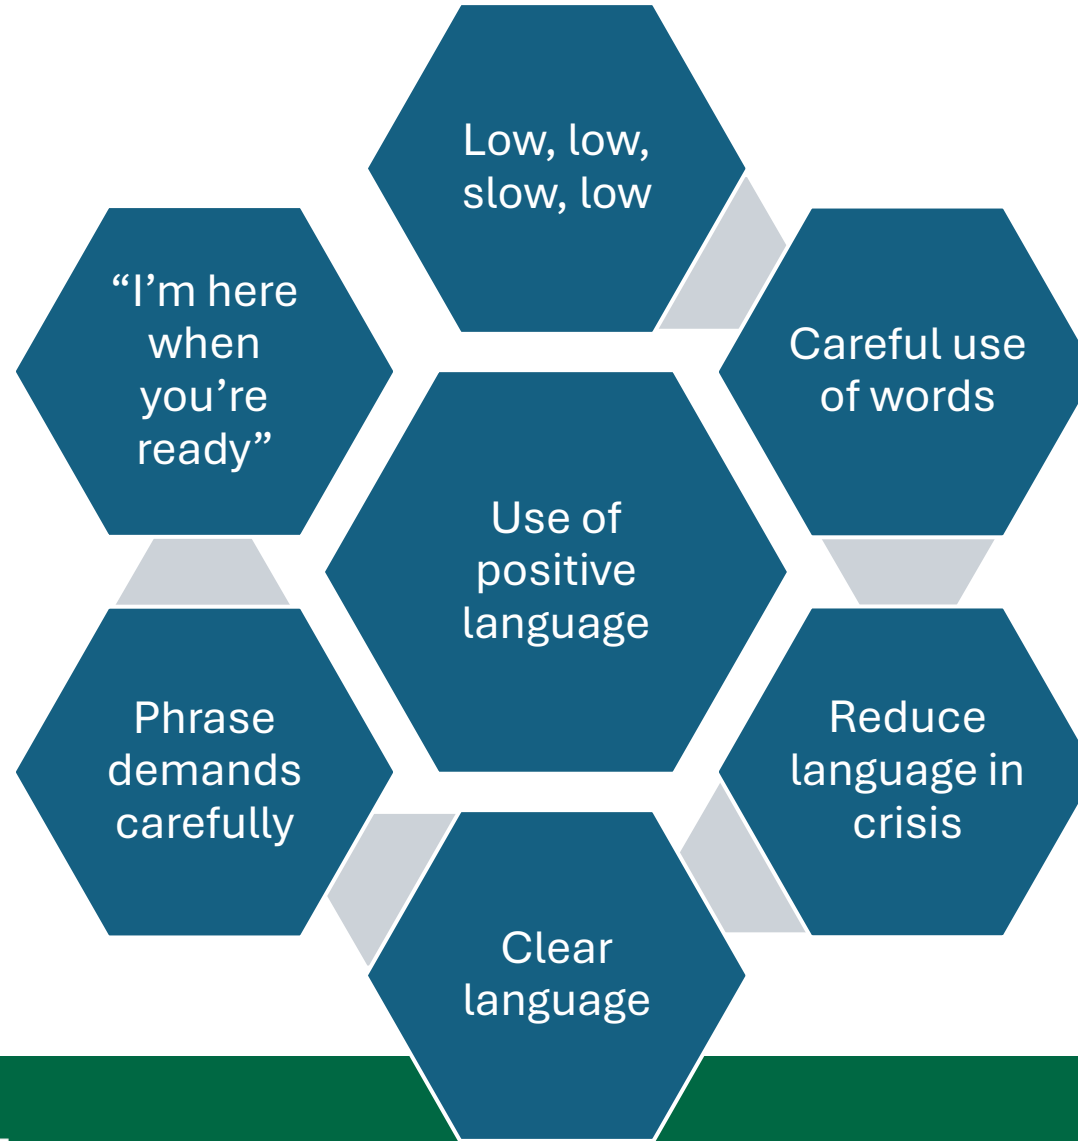 Low, low,
slow, low
Careful use
of words
Reduce
language in
crisis
Clear
language
Phrase
demands
carefully
“I’m here
when
you’re
ready”
Use of
positive
language